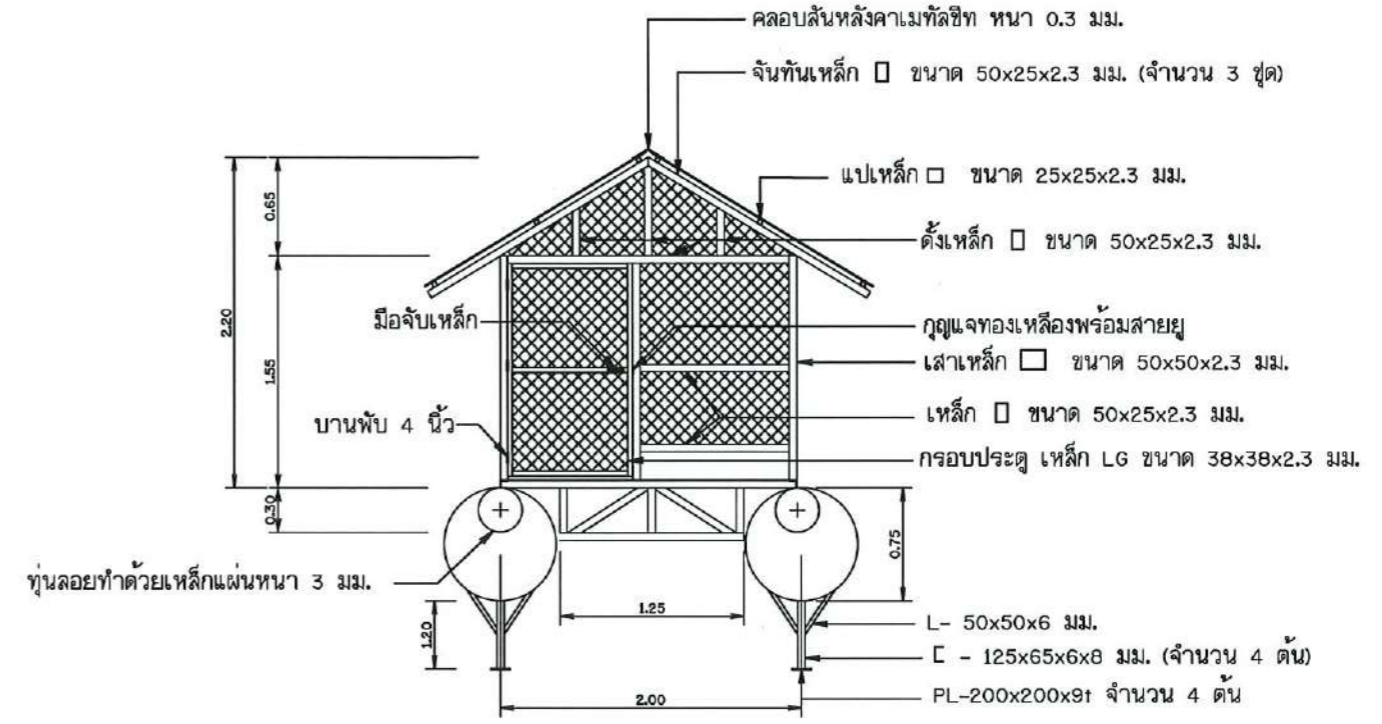 คลอบสันหลังคาเมทัลชีท หนา 0.3 มม.
จันทันเหล็ก ขนาด 50x25x2.3 มม. (จำนวน 3 ชุด)
แปเหล็ก ขนาด 25x25x2.3 มม.
0.65
ดั้งเหล็ก ขนาด 50x25x2.3 มม.
2.20
1.55
มือจับเหล็ก
กุญแจทองเหลืองพร้อมสายยู
เสาเหล็ก ขนาด 50x50x2.3 มม.
บานพับ 4 นิ้ว
เหล็ก ขนาด 50x25x2.3 มม.
กรอบประตู เหล็ก LG ขนาด 38x38x2.3 มม.
0.30
0.75
ทุ่นลอยทำด้วยเหล็กแผ่นหนา 3 มม.
1.25
1.20
L- 50x50x6 มม.
[ - 125x65x6x8 มม. (จำนวน 4 ต้น)
2.00
PL-200x200x9t จำนวน 4 ต้น